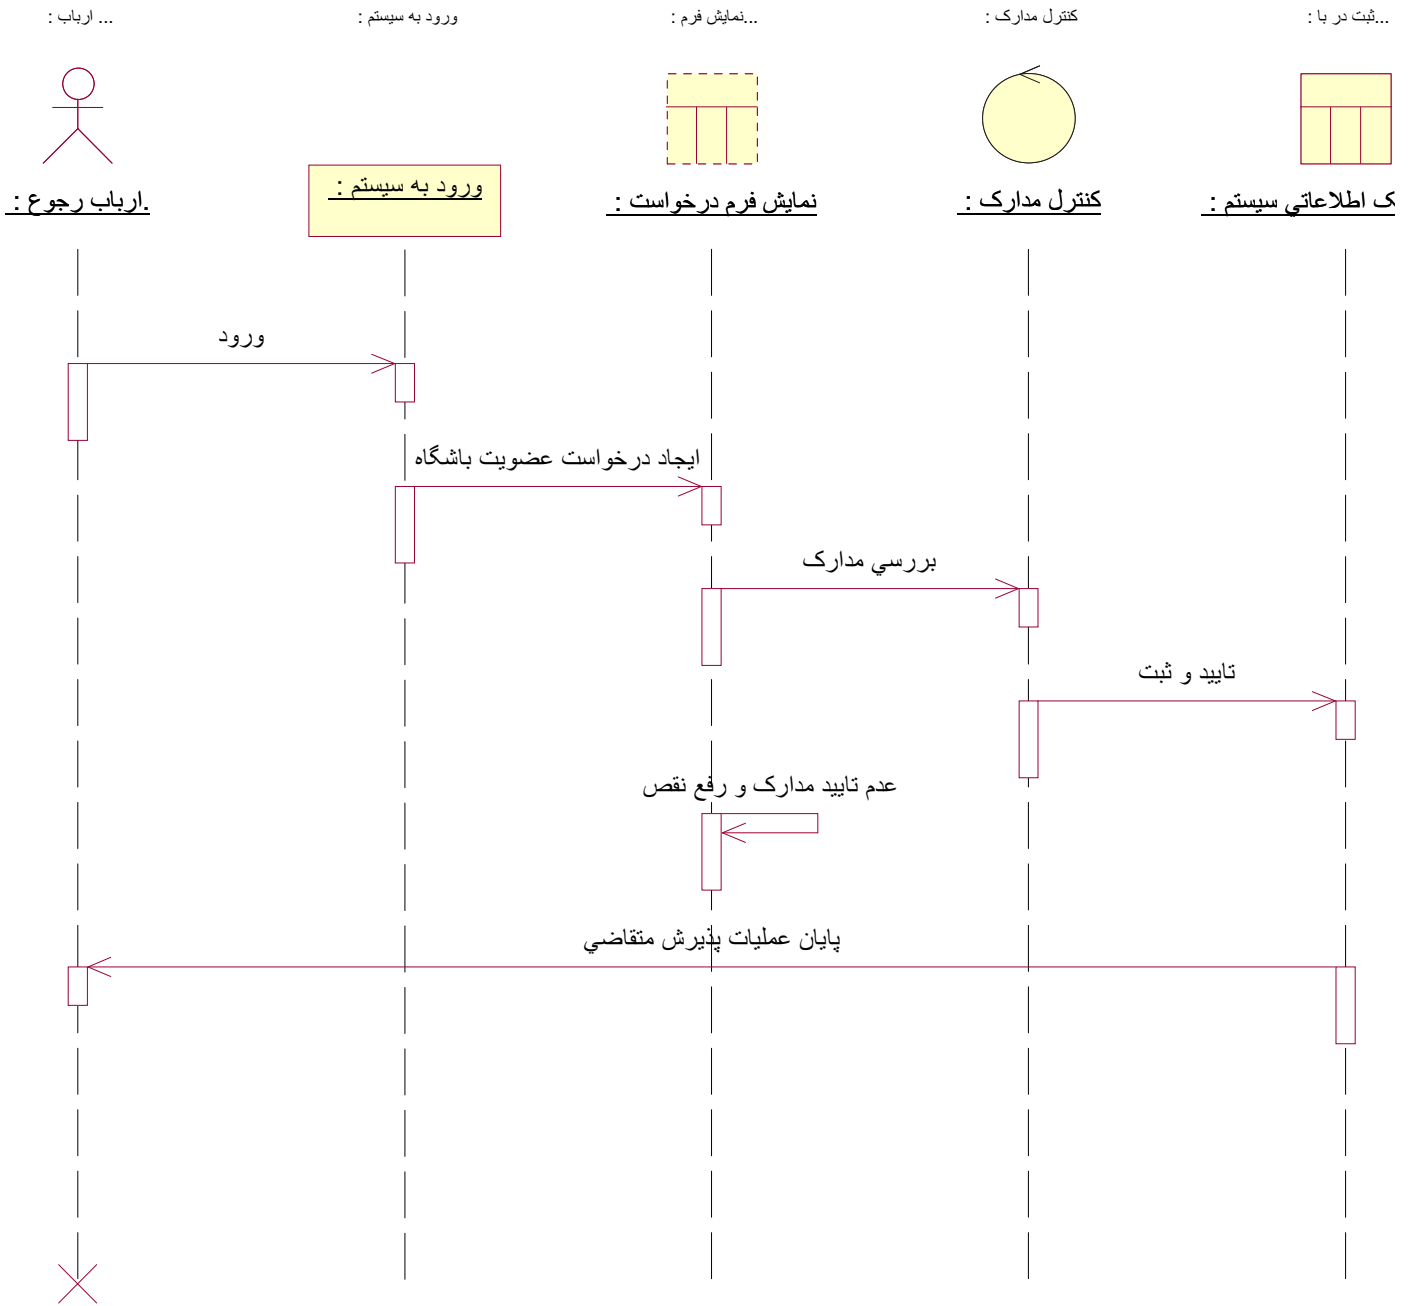 ارباب ... :
ورود به سیستم :
نمایش فرم... :
کنترل مدارک :
ثبت در با... :
ارباب رجوع. :
ورود به سیستم :
نمایش فرم درخواست :
کنترل مدارک :
ک اطلاعاتي سیستم :
ورود
ایجاد درخواست عضویت باشگاه
بررسي مدارک
تایید و ثبت
عدم تایید مدارک و رفع نقص
پایان عملیات پذیرش متقاضي